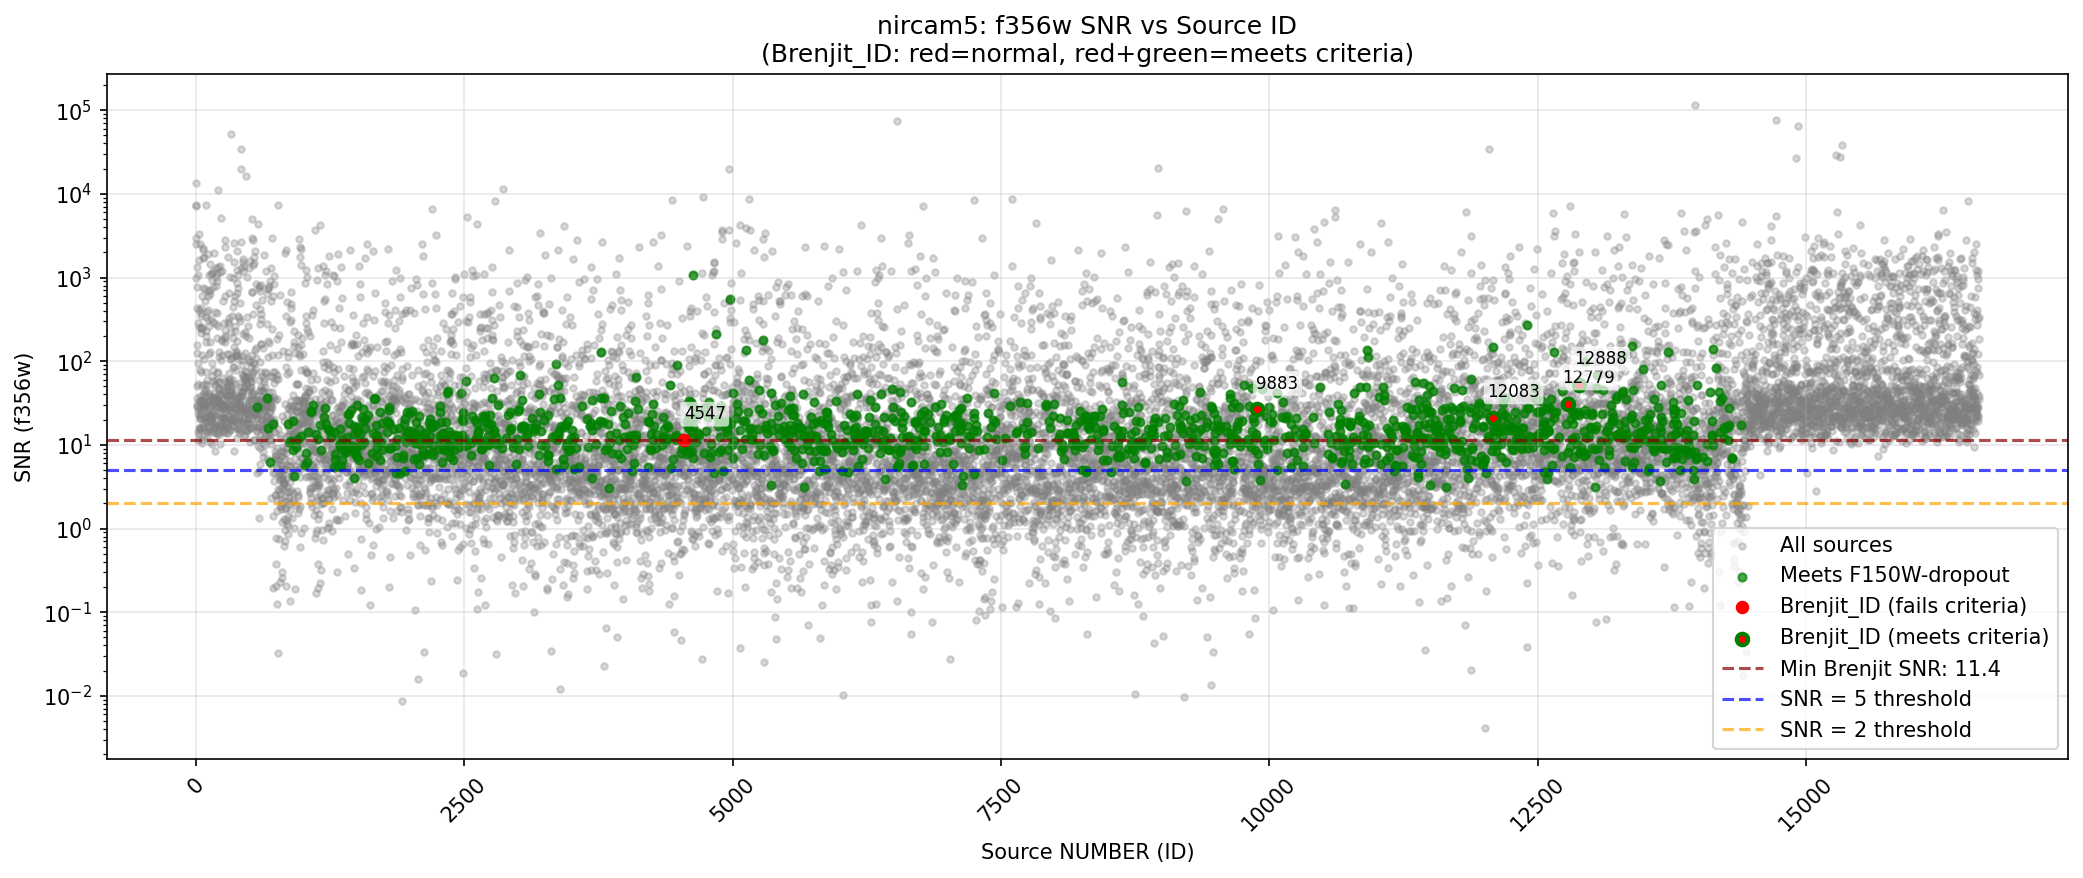 nircam5: f356w SNR vs Source ID
(Brenjit_ID: red=normal, red+green=meets criteria)
SNR (f356w)
10^5
10^4
10^3
10^2
10^1
10^0
10^-1
10^-2
12888
12779
9883
12083
4547
All sources
Meets F150W-dropout
Brenjit_ID (fails criteria)
Brenjit_ID (meets criteria)
Min Brenjit SNR: 11.4
SNR = 5 threshold
SNR = 2 threshold
0
2500
5000
7500
10000
12500
15000
Source NUMBER (ID)